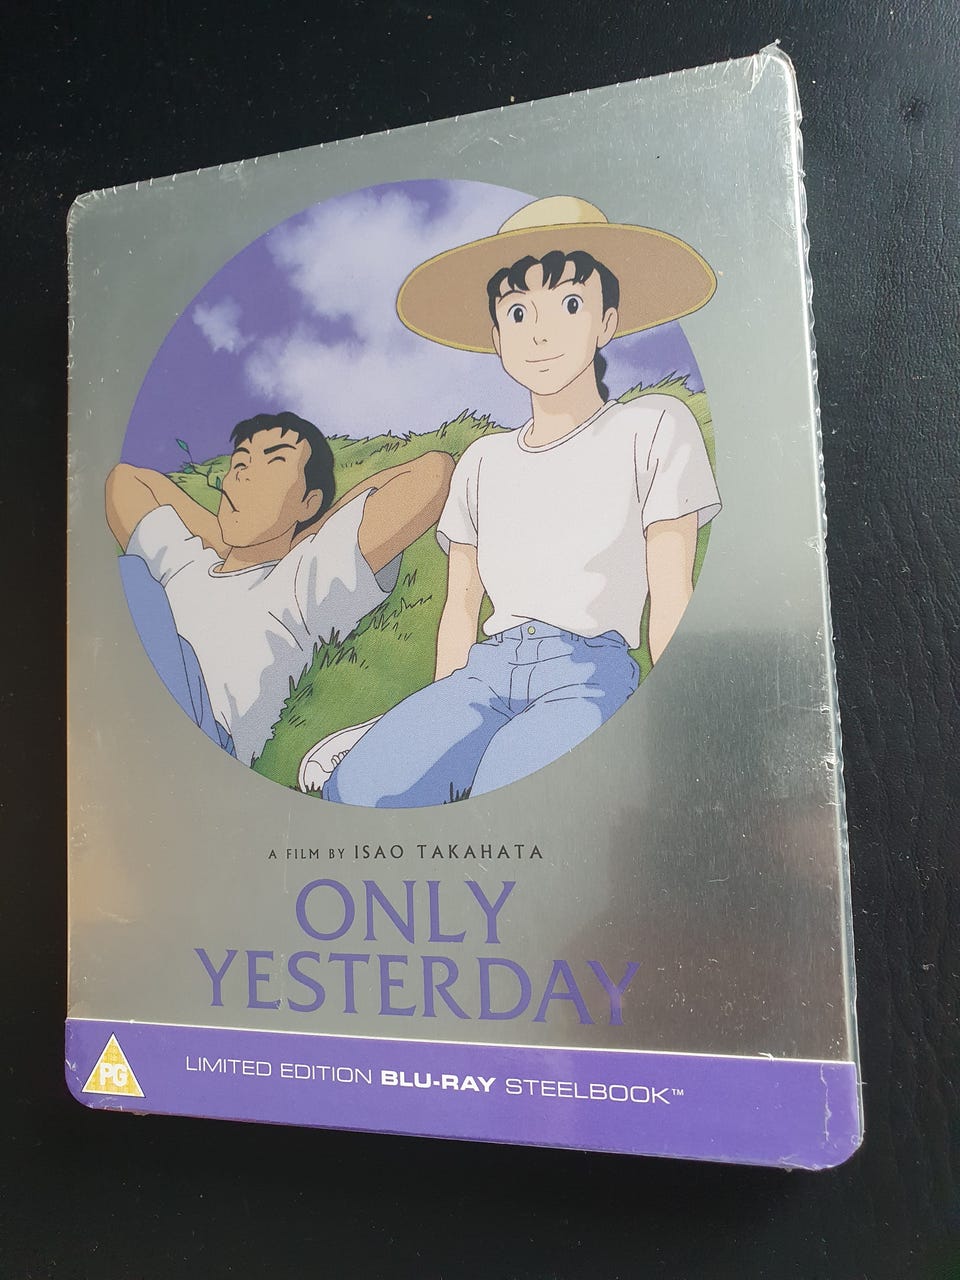 A FILM BY ISAO TAKAHATA
ONLY
YESTERDAY
PG
LIMITED EDITION BLU-RAY STEELBOOK™